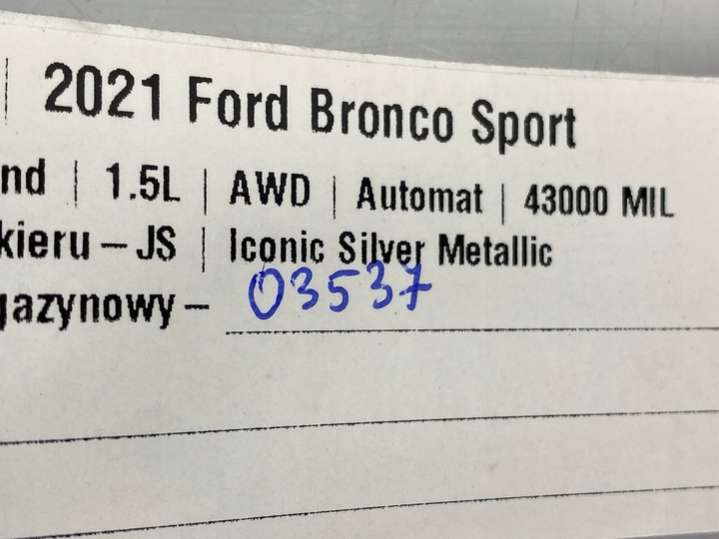 | 2021 Ford Bronco Sport
nd | 1.5L | AWD | Automat | 43000 MIL
kieru – JS | Iconic Silver Metallic
gazynowy – 03537